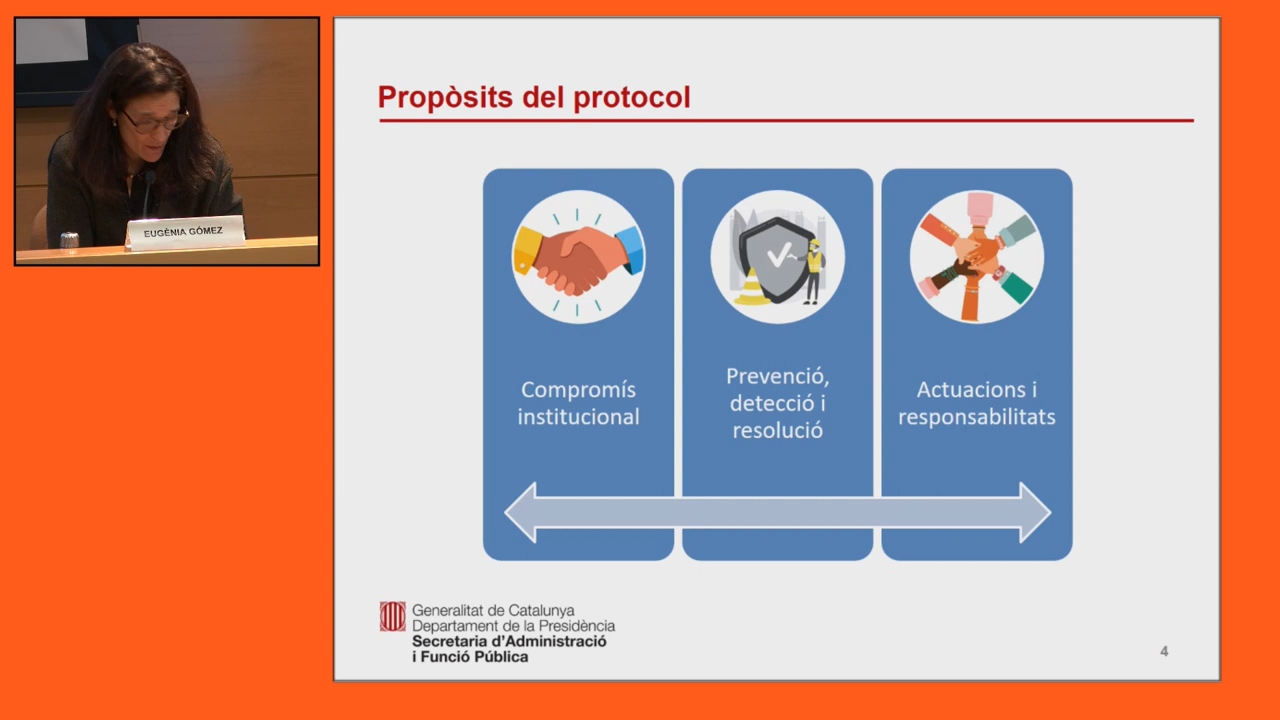 EUGÈNIA GÓMEZ
Propòsits del protocol
Compromís
institucional
Prevenció,
detecció i
resolució
Actuacions i
responsabilitats
Generalitat de Catalunya
Departament de la Presidència
Secretaria d'Administració
i Funció Pública
4